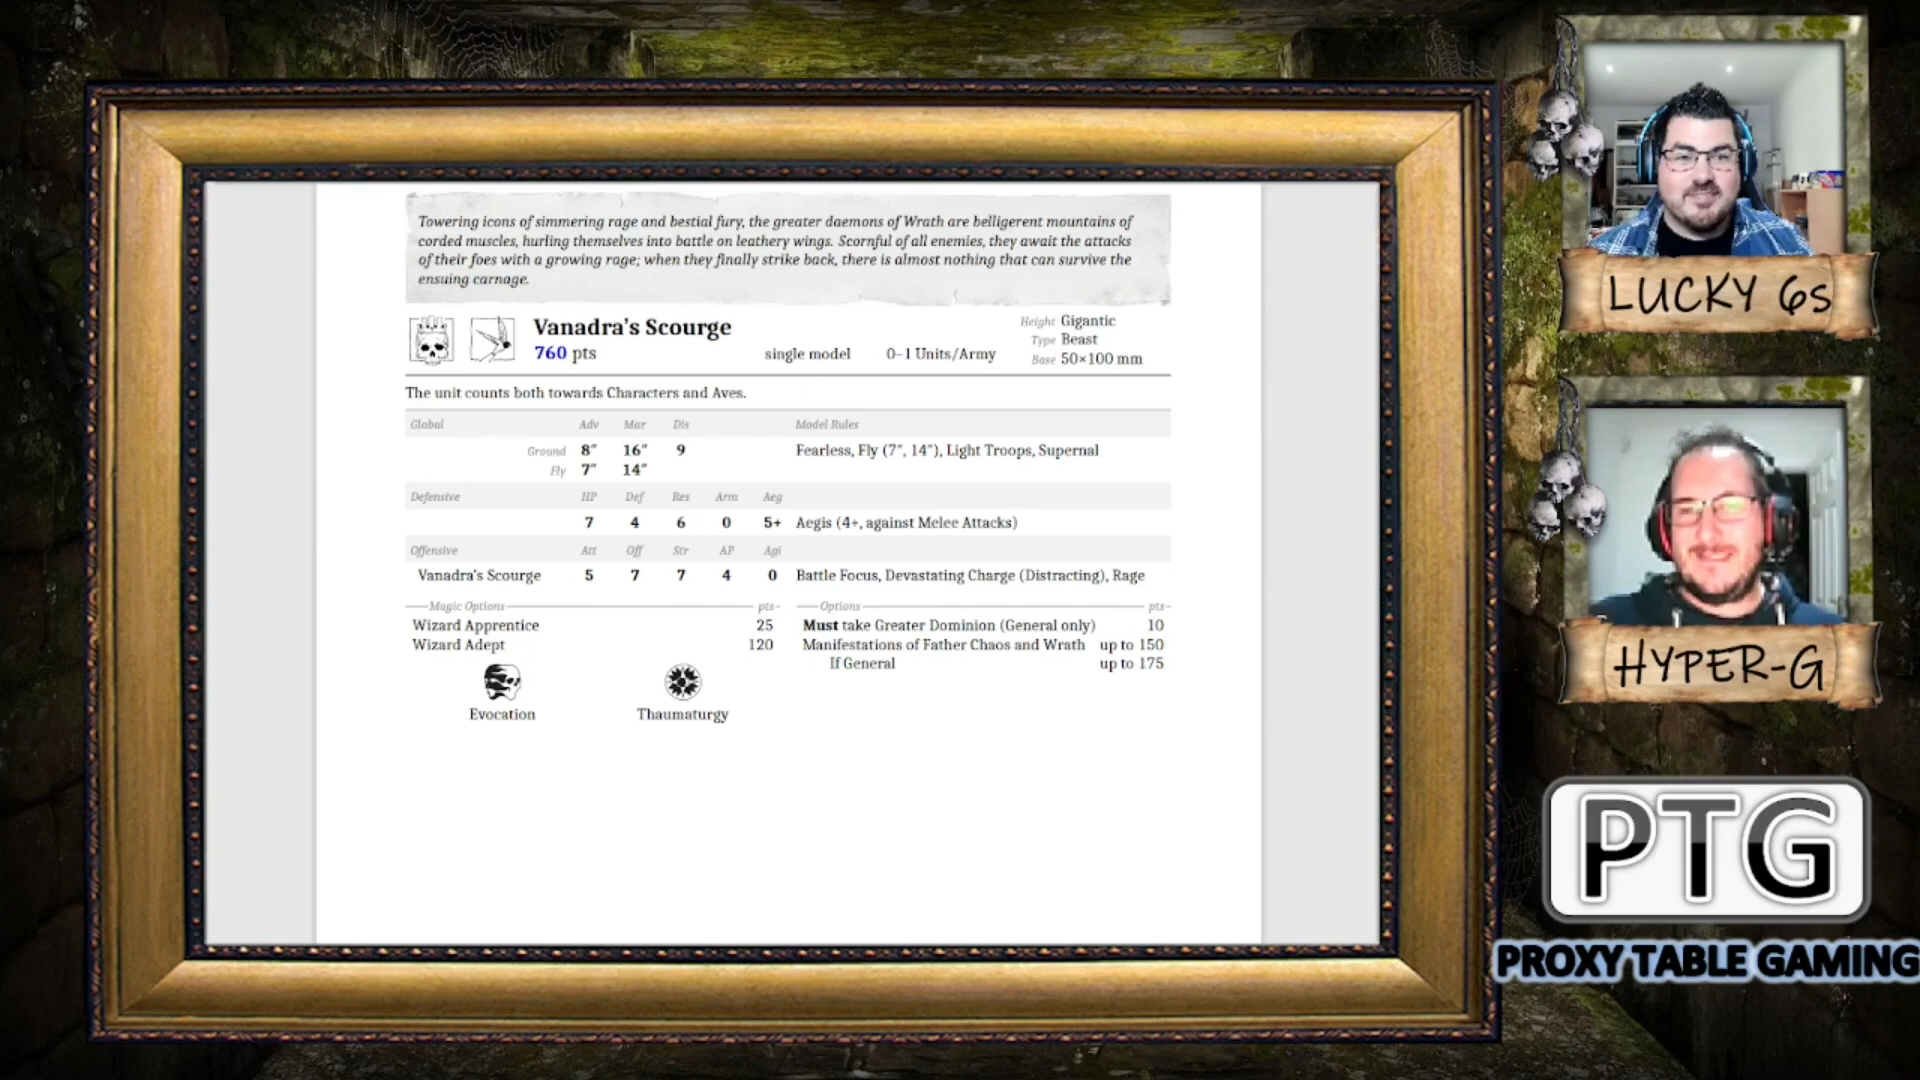 Towering icons of simmering rage and bestial fury, the greater daemons of Wrath are belligerent mountains of
corded muscles, hurling themselves into battle on leathery wings. Scornful of all enemies, they await the attacks
of their foes with a growing rage; when they finally strike back, there is almost nothing that can survive the
ensuing carnage.
Vanadra's Scourge
760 pts single model 0–1 Units/Army
Height Gigantic
Type Beast
Base 50×100 mm
The unit counts both towards Characters and Aves.
Global Adv Mar Dis Model Rules
Ground 8″ 16″ 9 Fearless, Fly (7″, 14″), Light Troops, Supernal
Fly 7″ 14″
Defensive HP Def Res Arm Aeg
7 4 6 0 5+ Aegis (4+, against Melee Attacks)
Offensive Att Off Str AP Agi
Vanadra's Scourge 5 7 7 4 0 Battle Focus, Devastating Charge (Distracting), Rage
Magic Options pts
Wizard Apprentice 25
Wizard Adept 120
Evocation Thaumaturgy
Options pts
Must take Greater Dominion (General only) 10
Manifestations of Father Chaos and Wrath up to 150
If General up to 175
LUCKY 6s
HYPER-G
PTG
PROXY TABLE GAMING